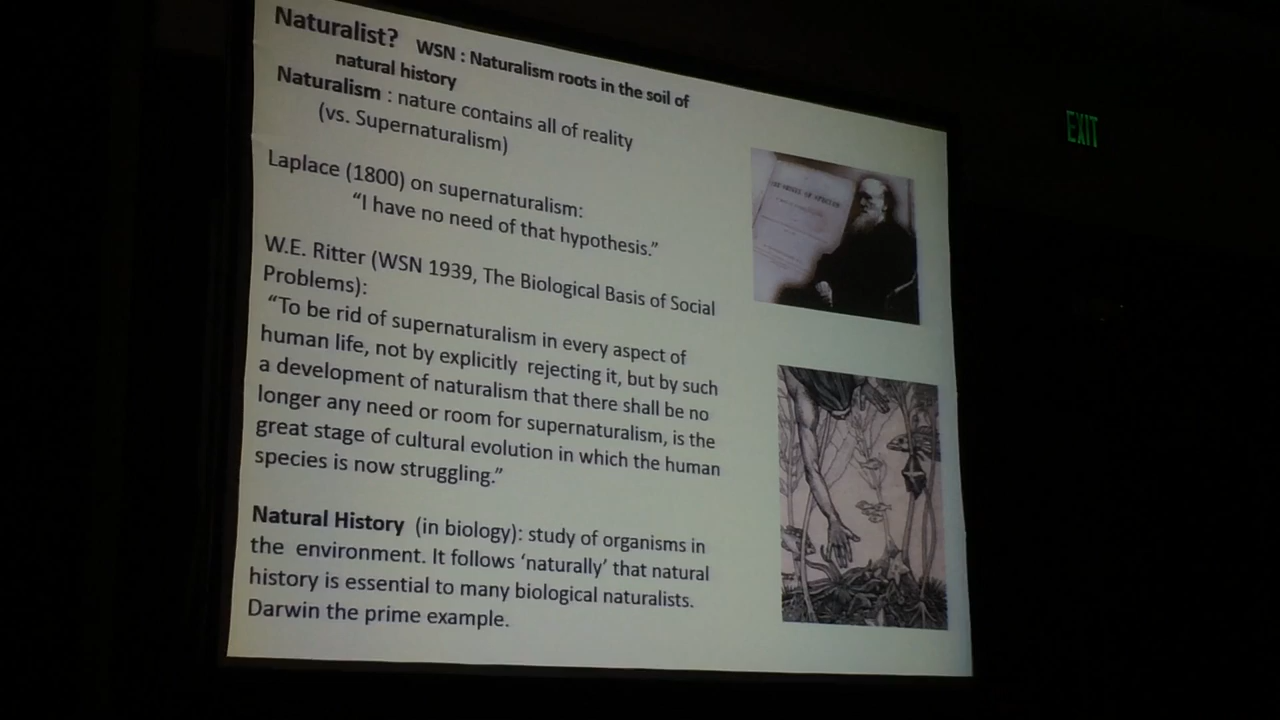 Naturalist? WSN : Naturalism roots in the soil of
natural history
Naturalism : nature contains all of reality
(vs. Supernaturalism)
Laplace (1800) on supernaturalism:
“I have no need of that hypothesis.”
W.E. Ritter (WSN 1939, The Biological Basis of Social
Problems):
“To be rid of supernaturalism in every aspect of
human life, not by explicitly rejecting it, but by such
a development of naturalism that there shall be no
longer any need or room for supernaturalism, is the
great stage of cultural evolution in which the human
species is now struggling.”
Natural History (in biology): study of organisms in
the environment. It follows ‘naturally’ that natural
history is essential to many biological naturalists.
Darwin the prime example.
EXIT